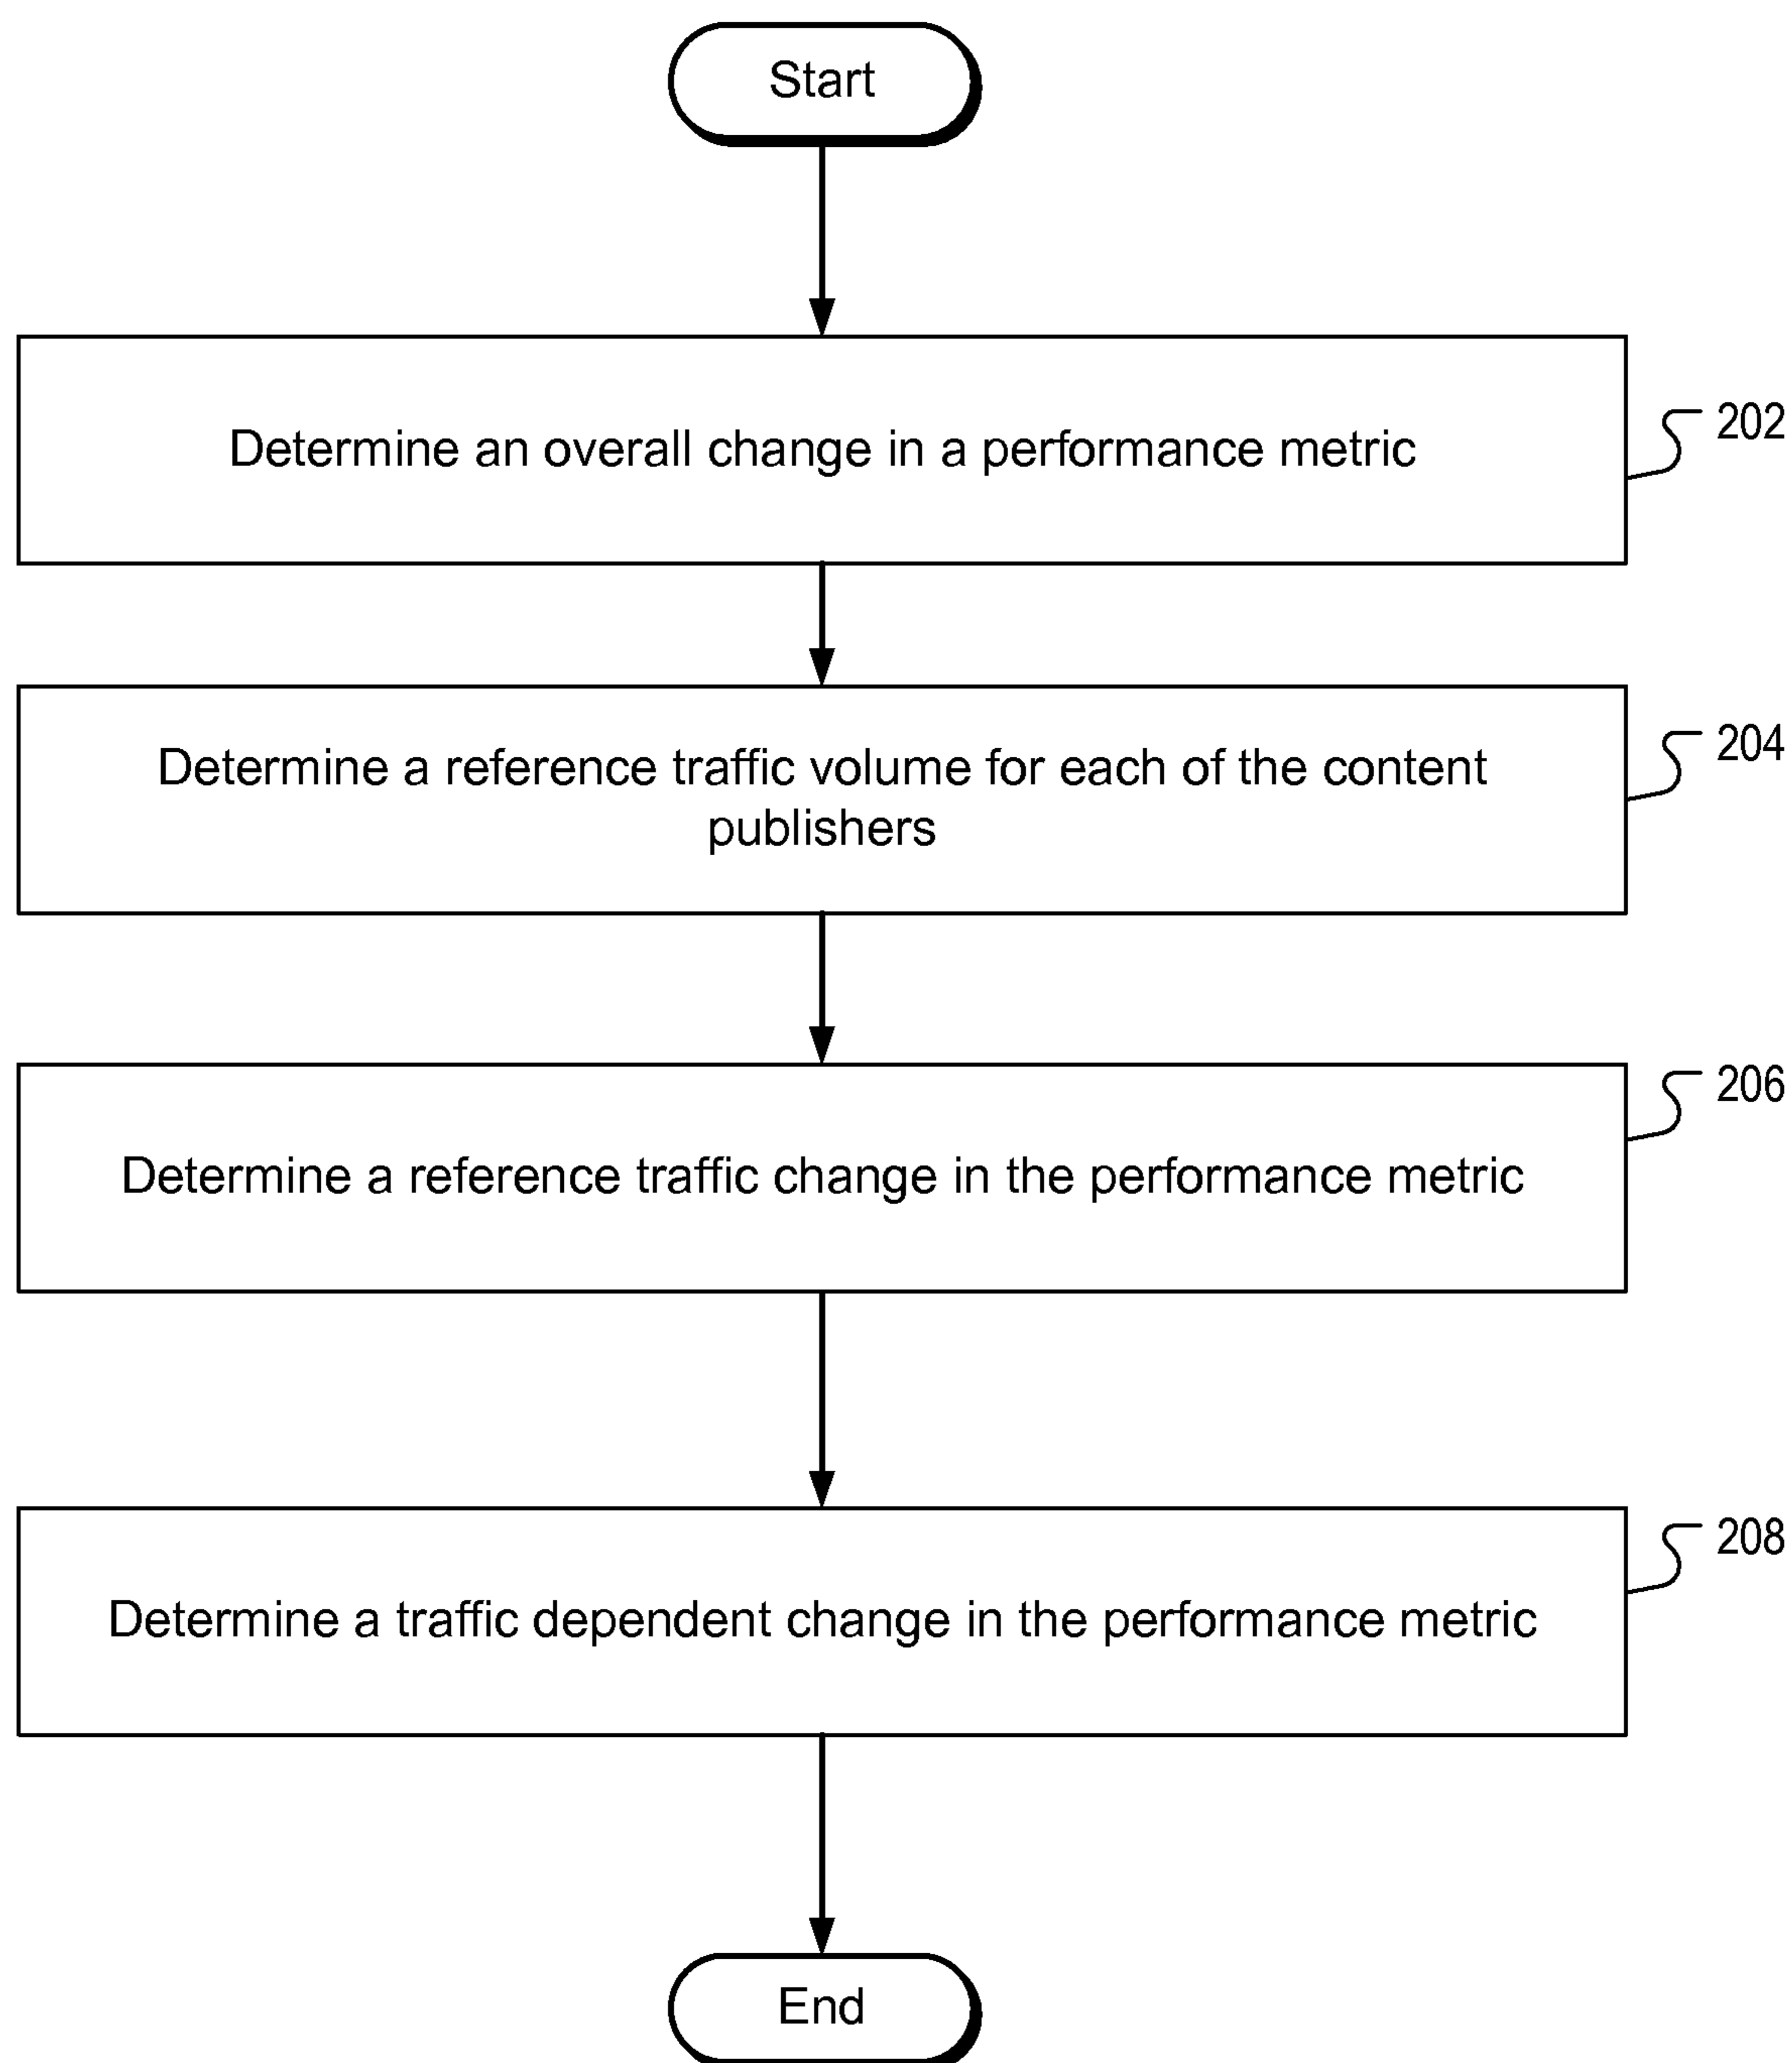 Start
Determine an overall change in a performance metric
202
Determine a reference traffic volume for each of the content
publishers
204
Determine a reference traffic change in the performance metric
206
Determine a traffic dependent change in the performance metric
208
End